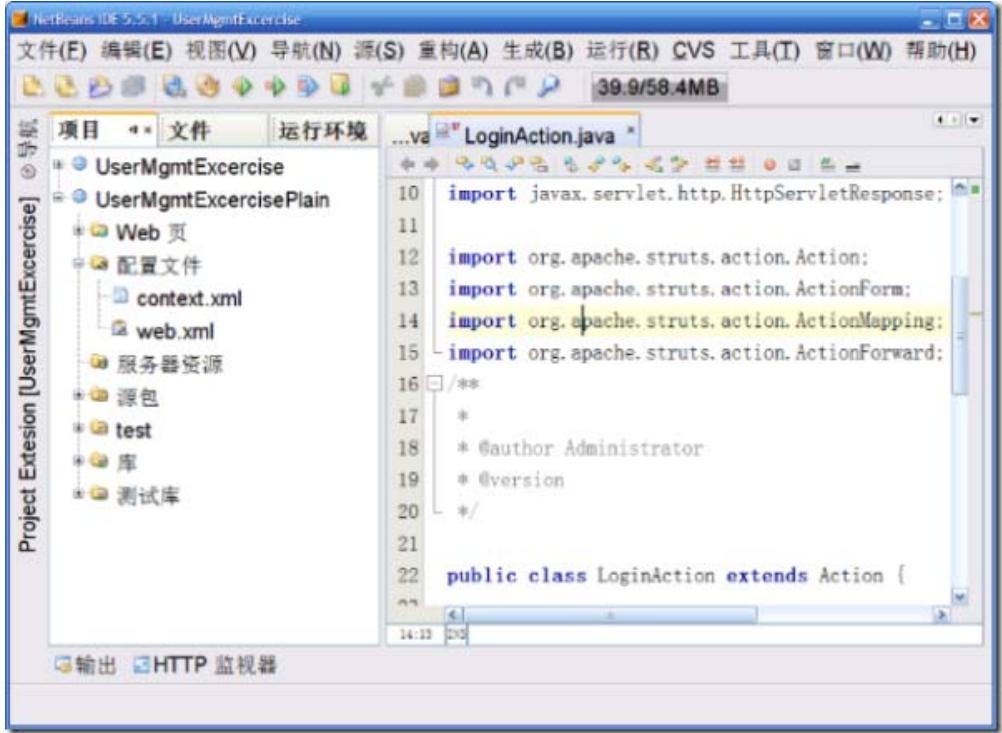 NetBeans IDE 5.5.1 - UserMgmtExcercise
文件(F) 编辑(E) 视图(V) 导航(N) 源(S) 重构(A) 生成(B) 运行(R) CVS 工具(T) 窗口(W) 帮助(H)
39.9/58.4MB
导航
Project Extesion [UserMgmtExcercise]
项目 文件 运行环境
UserMgmtExcercise
UserMgmtExcercisePlain
Web 页
配置文件
context.xml
web.xml
服务器资源
源包
test
库
测试库
...va LoginAction.java *
10 import javax.servlet.http.HttpServletResponse;
11
12 import org.apache.struts.action.Action;
13 import org.apache.struts.action.ActionForm;
14 import org.apache.struts.action.ActionMapping;
15 import org.apache.struts.action.ActionForward;
16 /**
17 *
18 * @author Administrator
19 * @version
20 */
21
22 public class LoginAction extends Action {
14:13 INS
输出 HTTP 监视器